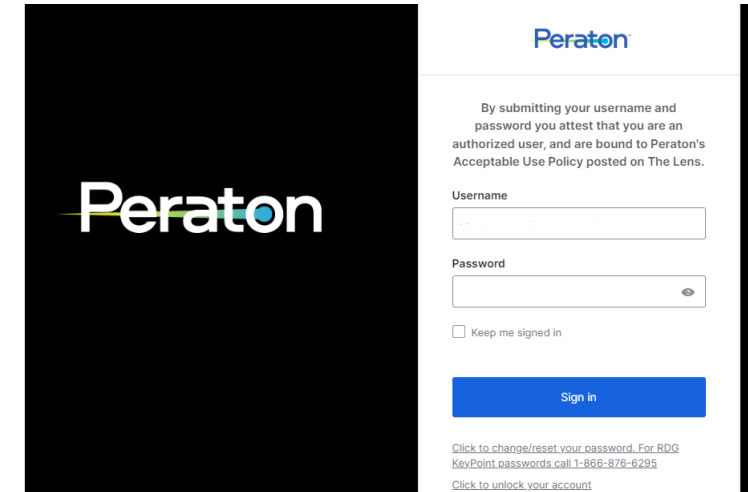 Peraton
Peraton
By submitting your username and
password you attest that you are an
authorized user, and are bound to Peraton's
Acceptable Use Policy posted on The Lens.
Username
Password
Keep me signed in
Sign in
Click to change/reset your password. For RDG
KeyPoint passwords call 1-866-876-6295
Click to unlock your account